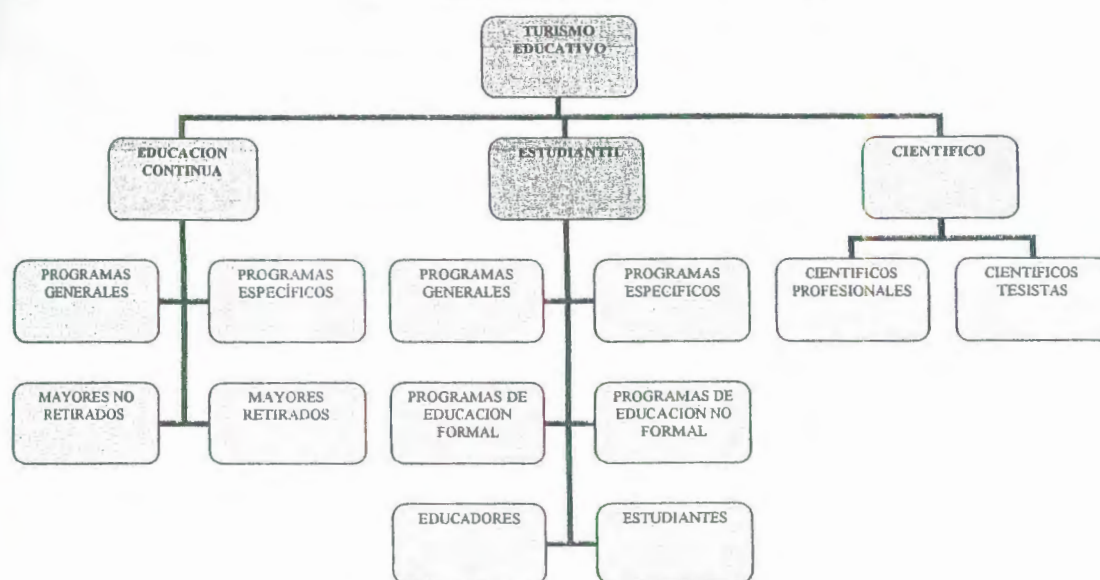 TURISMO
EDUCATIVO
EDUCACION
CONTINUA
ESTUDIANTIL
CIENTIFICO
PROGRAMAS
GENERALES
PROGRAMAS
ESPECÍFICOS
PROGRAMAS
GENERALES
PROGRAMAS
ESPECIFICOS
CIENTIFICOS
PROFESIONALES
CIENTIFICOS
TESISTAS
MAYORES NO
RETIRADOS
MAYORES
RETIRADOS
PROGRAMAS DE
EDUCACION
FORMAL
PROGRAMAS DE
EDUCACION NO
FORMAL
EDUCADORES
ESTUDIANTES